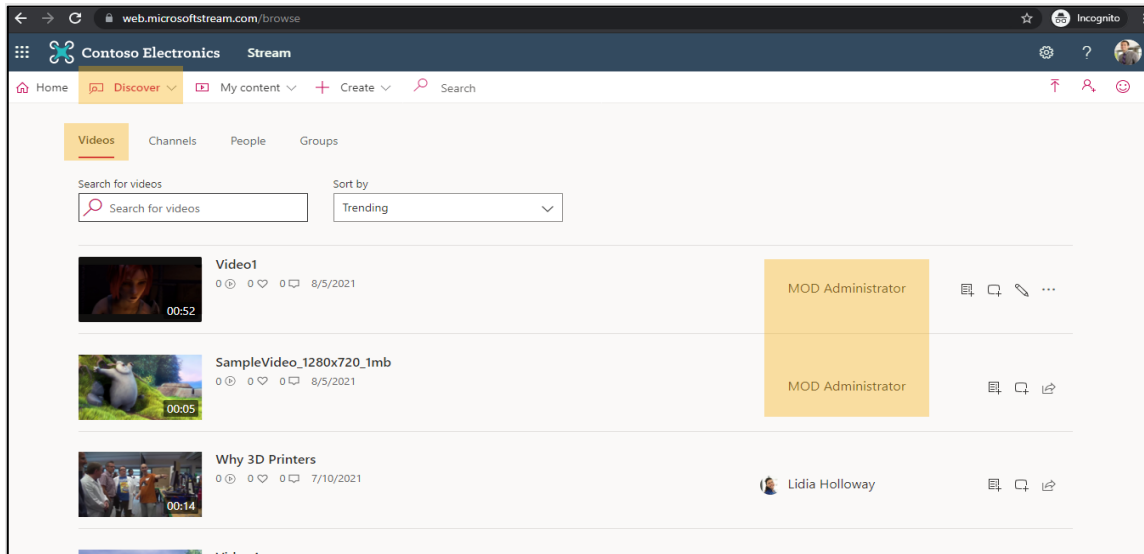 web.microsoftstream.com/browse
Incognito
Contoso Electronics Stream
Home Discover My content Create Search
Videos Channels People Groups
Search for videos Sort by
Search for videos Trending
Video1
0 0 0 8/5/2021
MOD Administrator
00:52
SampleVideo_1280x720_1mb
0 0 0 8/5/2021
MOD Administrator
00:05
Why 3D Printers
0 0 0 7/10/2021
Lidia Holloway
00:14